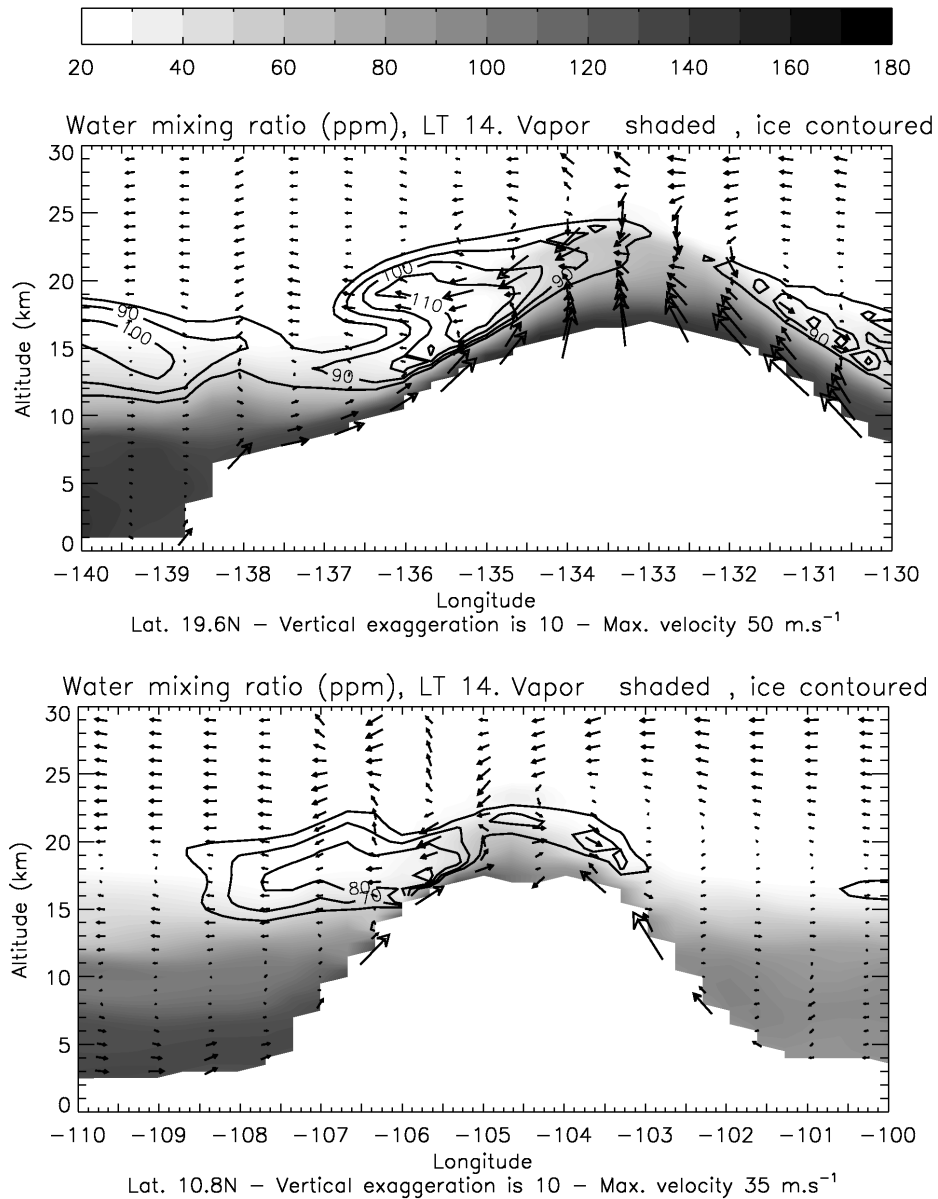 20 40 60 80 100 120 140 160 180
Water mixing ratio (ppm), LT 14. Vapor shaded , ice contoured
30
25
20
15
10
5
0
Altitude (km)
90
100
100
110
90
90
90
−140 −139 −138 −137 −136 −135 −134 −133 −132 −131 −130
Longitude
Lat. 19.6N − Vertical exaggeration is 10 − Max. velocity 50 m.s⁻¹
Water mixing ratio (ppm), LT 14. Vapor shaded , ice contoured
30
25
20
15
10
5
0
Altitude (km)
80
70
−110 −109 −108 −107 −106 −105 −104 −103 −102 −101 −100
Longitude
Lat. 10.8N − Vertical exaggeration is 10 − Max. velocity 35 m.s⁻¹